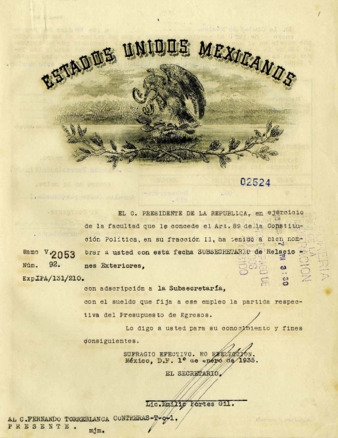 ESTADOS UNIDOS MEXICANOS
02524
EL C. PRESIDENTE DE LA REPUBLICA, en ejercicio
de la facultad que le concede el Art. 89 de la Constitu-
ción Política, en su fracción II, ha tenido a bien nom-
brar a usted con esta fecha SUBSECRETARIO de Relacio
nes Exteriores,
Ramo V. 2053
Núm. 92.
Exp.IPA/131/210.
con adscripción a la Subsecretaría,
con el sueldo que fija a ese empleo la partida respec-
tiva del Presupuesto de Egresos.
Lo digo a usted para su conocimiento y fines
consiguientes.
SUFRAGIO EFECTIVO. NO REELECCION.
México, D.F. 1º de enero de 1935.
EL SECRETARIO.
Lic. Emilio Portes Gil.
AL C.FERNANDO TORREBLANCA CONTRERAS-T-q-1.
PRESENTE.
mjm.